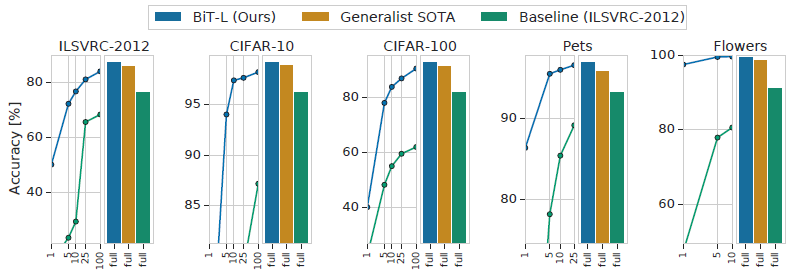 BiT-L (Ours) Generalist SOTA Baseline (ILSVRC-2012)
ILSVRC-2012 CIFAR-10 CIFAR-100 Pets Flowers
Accuracy [%]
80
60
40
1 5 10 25 100 full full full
95
90
85
1 5 10 25 100 full full full
80
60
40
1 5 10 25 100 full full full
90
80
1 5 10 25 full full full
100
80
60
1 5 10 full full full